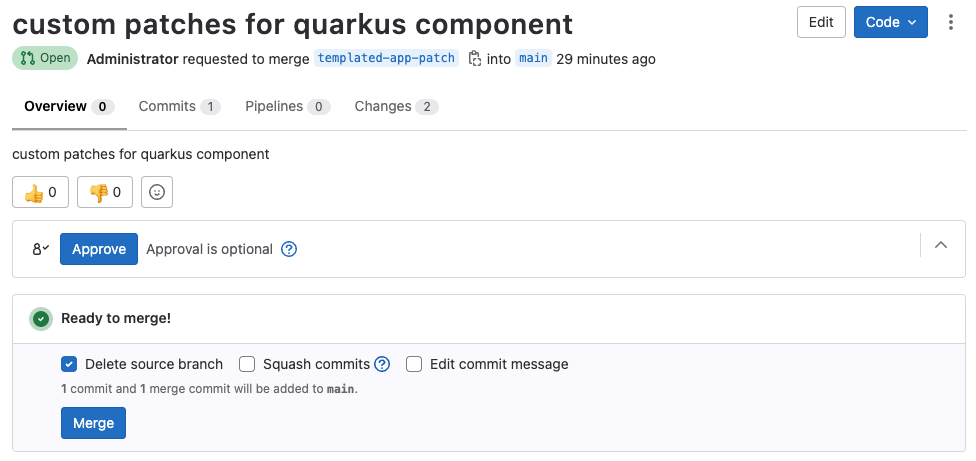 custom patches for quarkus component
Edit
Code
Open
Administrator requested to merge templated-app-patch into main 29 minutes ago
Overview 0 Commits 1 Pipelines 0 Changes 2
custom patches for quarkus component
0 0
Approve Approval is optional ?
Ready to merge!
Delete source branch Squash commits ? Edit commit message
1 commit and 1 merge commit will be added to main.
Merge